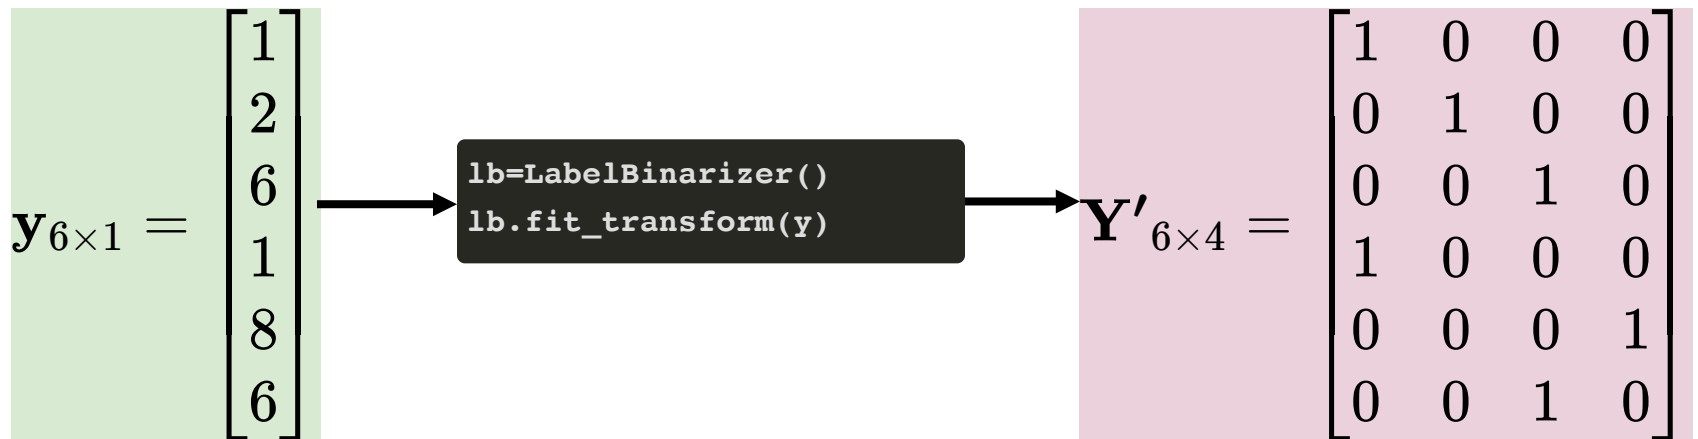 y6×1 =
1
2
6
1
8
6
lb=LabelBinarizer()
lb.fit_transform(y)
Y′6×4 =
1 0 0 0
0 1 0 0
0 0 1 0
1 0 0 0
0 0 0 1
0 0 1 0